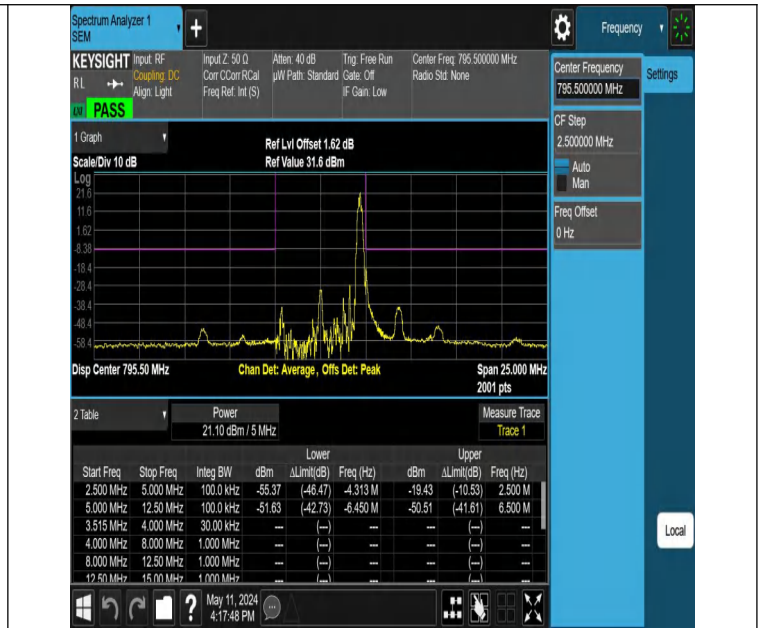 Spectrum Analyzer 1
SEM
+
Frequency
KEYSIGHT Input: RF Input Z: 50 Ω Atten: 40 dB Trig: Free Run Center Freq: 795.500000 MHz
RL Coupling: DC Corr CCorr RCal µW Path: Standard Gate: Off Radio Std: None
Align: Light Freq Ref: Int (S) IF Gain: Low
LXI PASS
Center Frequency
795.500000 MHz
Settings
CF Step
2.500000 MHz
Auto
Man
Freq Offset
0 Hz
1 Graph
Ref Lvl Offset 1.62 dB
Scale/Div 10 dB Ref Value 31.6 dBm
Log
21.6
11.6
1.62
-8.38
-18.4
-28.4
-38.4
-48.4
-58.4
Disp Center 795.50 MHz Chan Det: Average, Offs Det: Peak Span 25.000 MHz
2001 pts
2 Table Power Measure Trace
21.10 dBm / 5 MHz Trace 1
Lower Upper
Start Freq Stop Freq Integ BW dBm ΔLimit(dB) Freq (Hz) dBm ΔLimit(dB) Freq (Hz)
2.500 MHz 5.000 MHz 100.0 kHz -55.37 (-46.47) -4.313 M -19.43 (-10.53) 2.500 M
5.000 MHz 12.50 MHz 100.0 kHz -51.63 (-42.73) -6.450 M -50.51 (-41.61) 6.500 M
3.515 MHz 4.000 MHz 30.00 kHz --- (---) --- --- (---) ---
4.000 MHz 8.000 MHz 1.000 MHz --- (---) --- --- (---) ---
8.000 MHz 12.50 MHz 1.000 MHz --- (---) --- --- (---) ---
12.50 MHz 15.00 MHz 1.000 MHz --- (---) --- --- (---) ---
Local
? May 11, 2024
4:17:48 PM